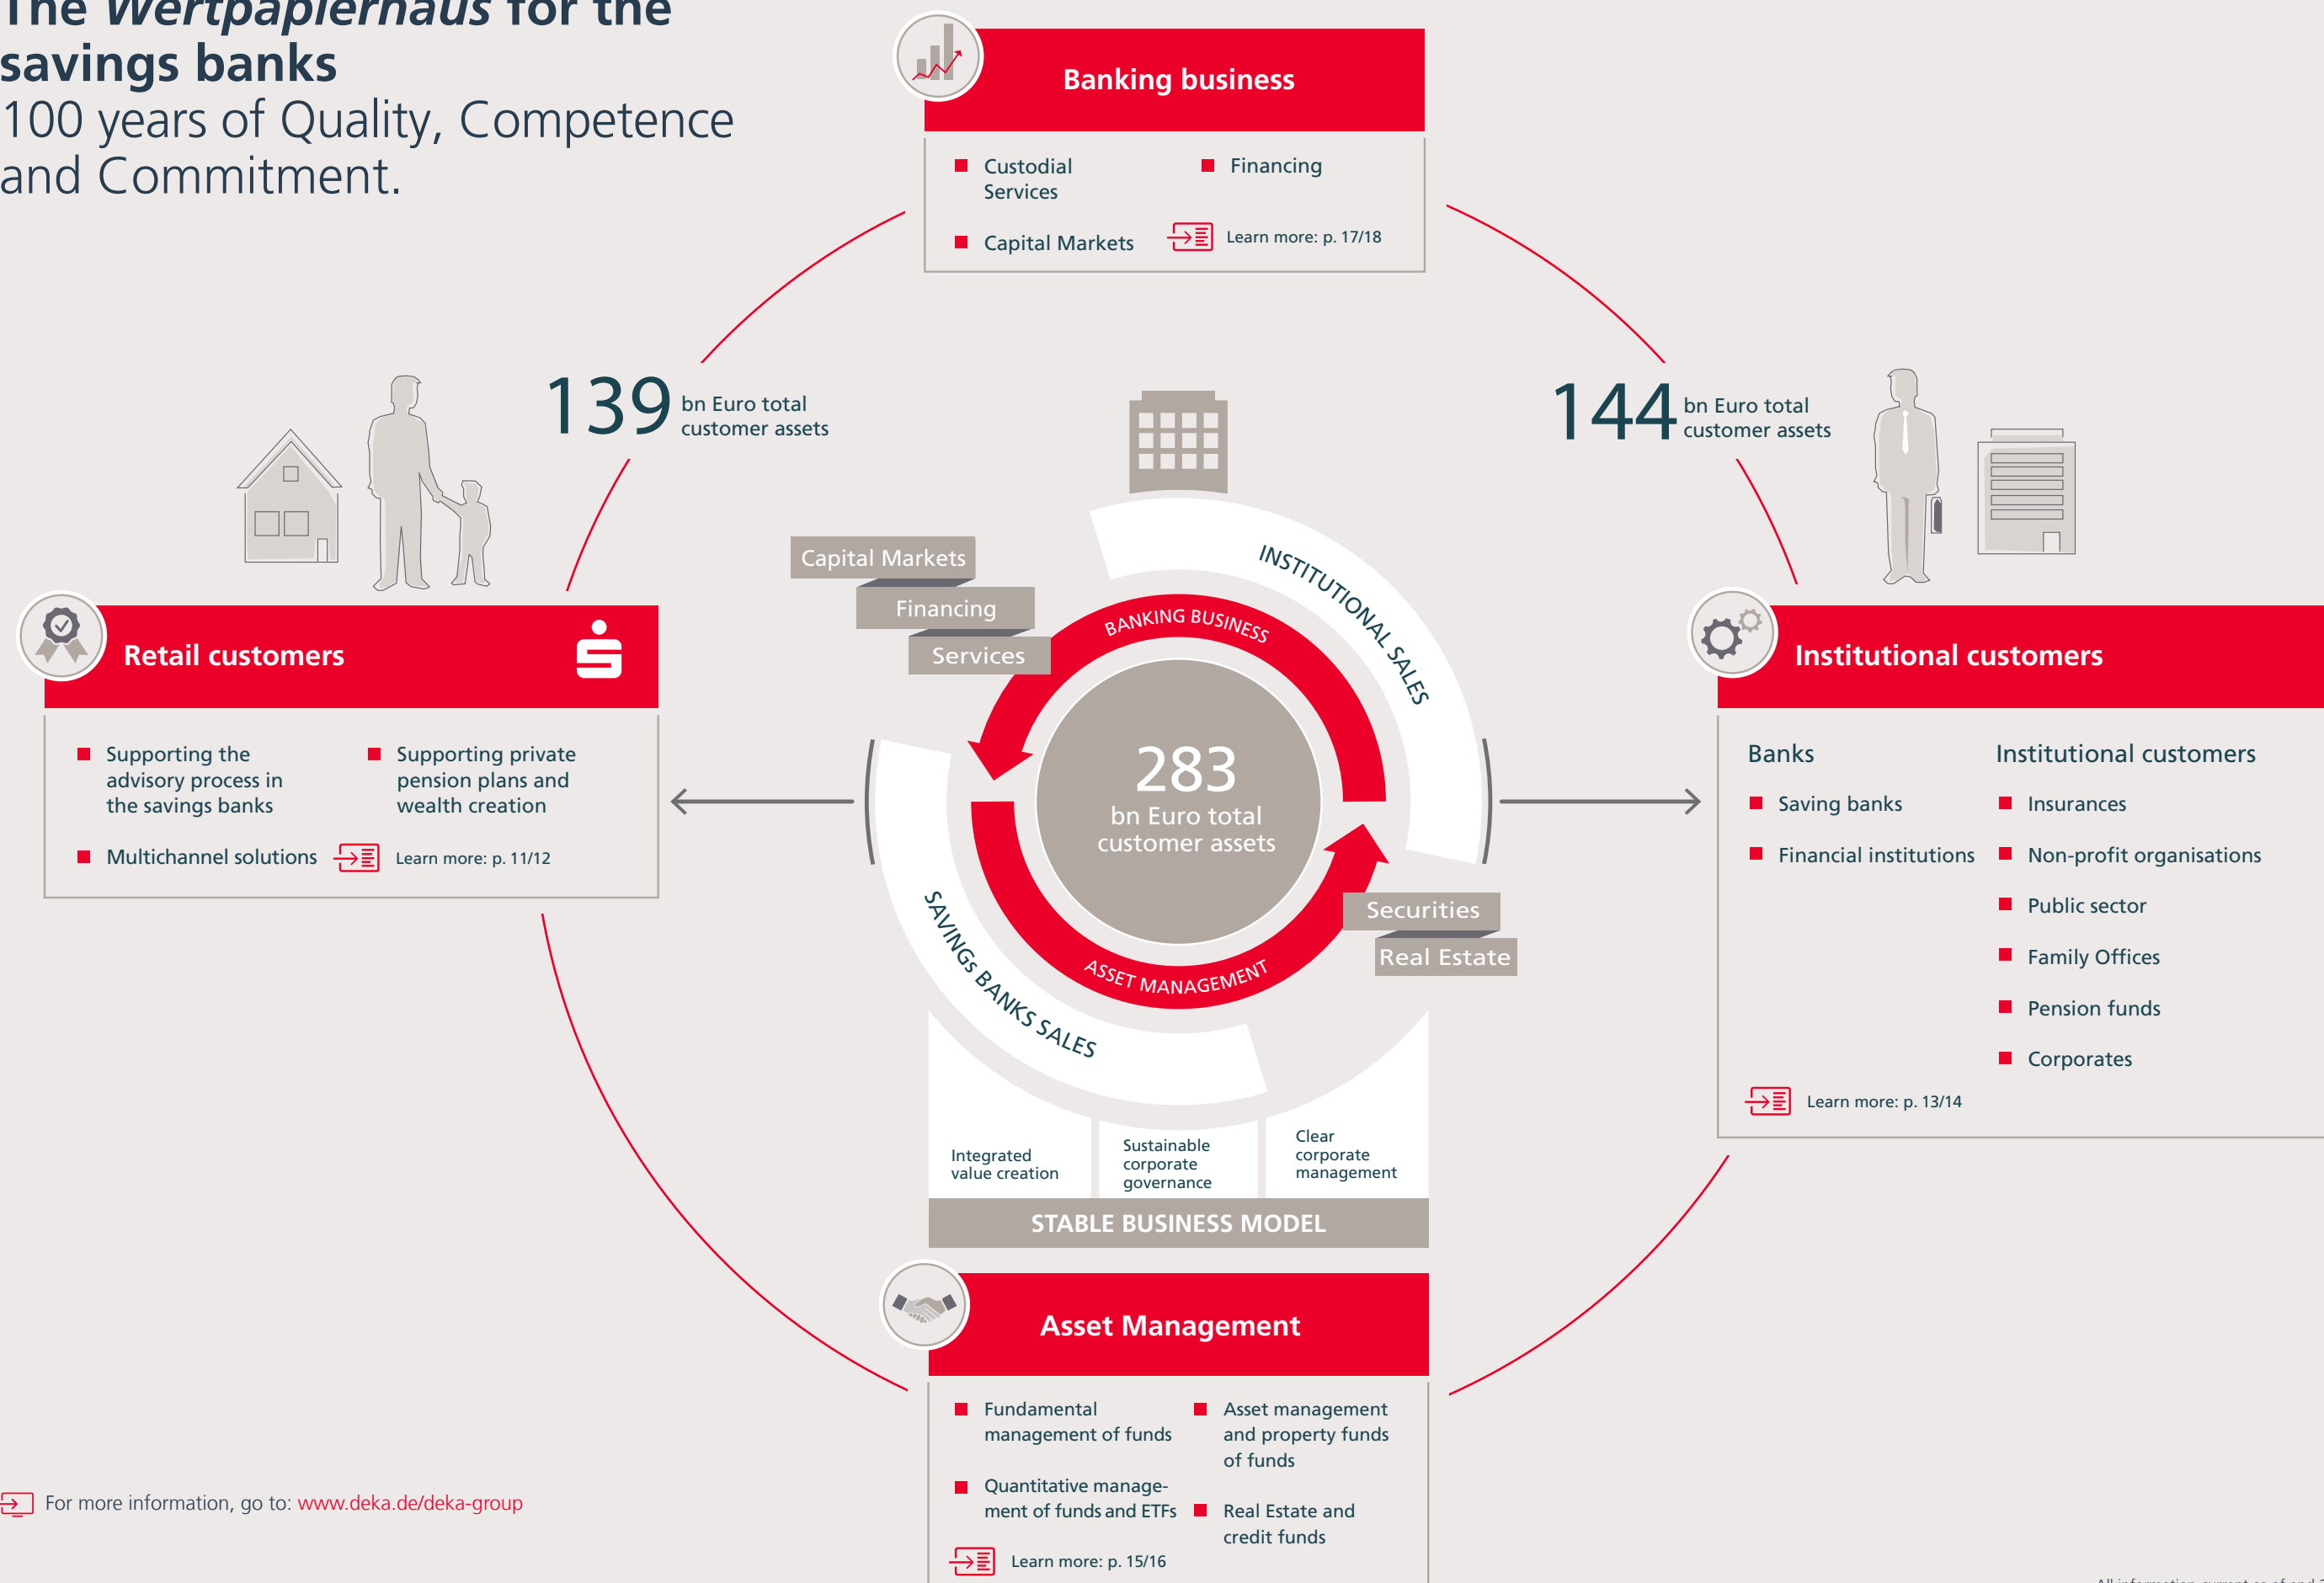 The Wertpapierhaus for the
savings banks
100 years of Quality, Competence
and Commitment.
Banking business
Custodial
Services
Capital Markets
Financing
Learn more: p. 17/18
139 bn Euro total
customer assets
144 bn Euro total
customer assets
Capital Markets
Financing
Services
INSTITUTIONAL SALES
BANKING BUSINESS
283
bn Euro total
customer assets
ASSET MANAGEMENT
SAVINGs BANKS SALES
Securities
Real Estate
Retail customers
Supporting the
advisory process in
the savings banks
Multichannel solutions
Supporting private
pension plans and
wealth creation
Learn more: p. 11/12
Institutional customers
Banks
Saving banks
Financial institutions
Institutional customers
Insurances
Non-profit organisations
Public sector
Family Offices
Pension funds
Corporates
Learn more: p. 13/14
Integrated
value creation
Sustainable
corporate
governance
Clear
corporate
management
STABLE BUSINESS MODEL
Asset Management
Fundamental
management of funds
Quantitative manage-
ment of funds and ETFs
Asset management
and property funds
of funds
Real Estate and
credit funds
Learn more: p. 15/16
For more information, go to: www.deka.de/deka-group
All information current as of end